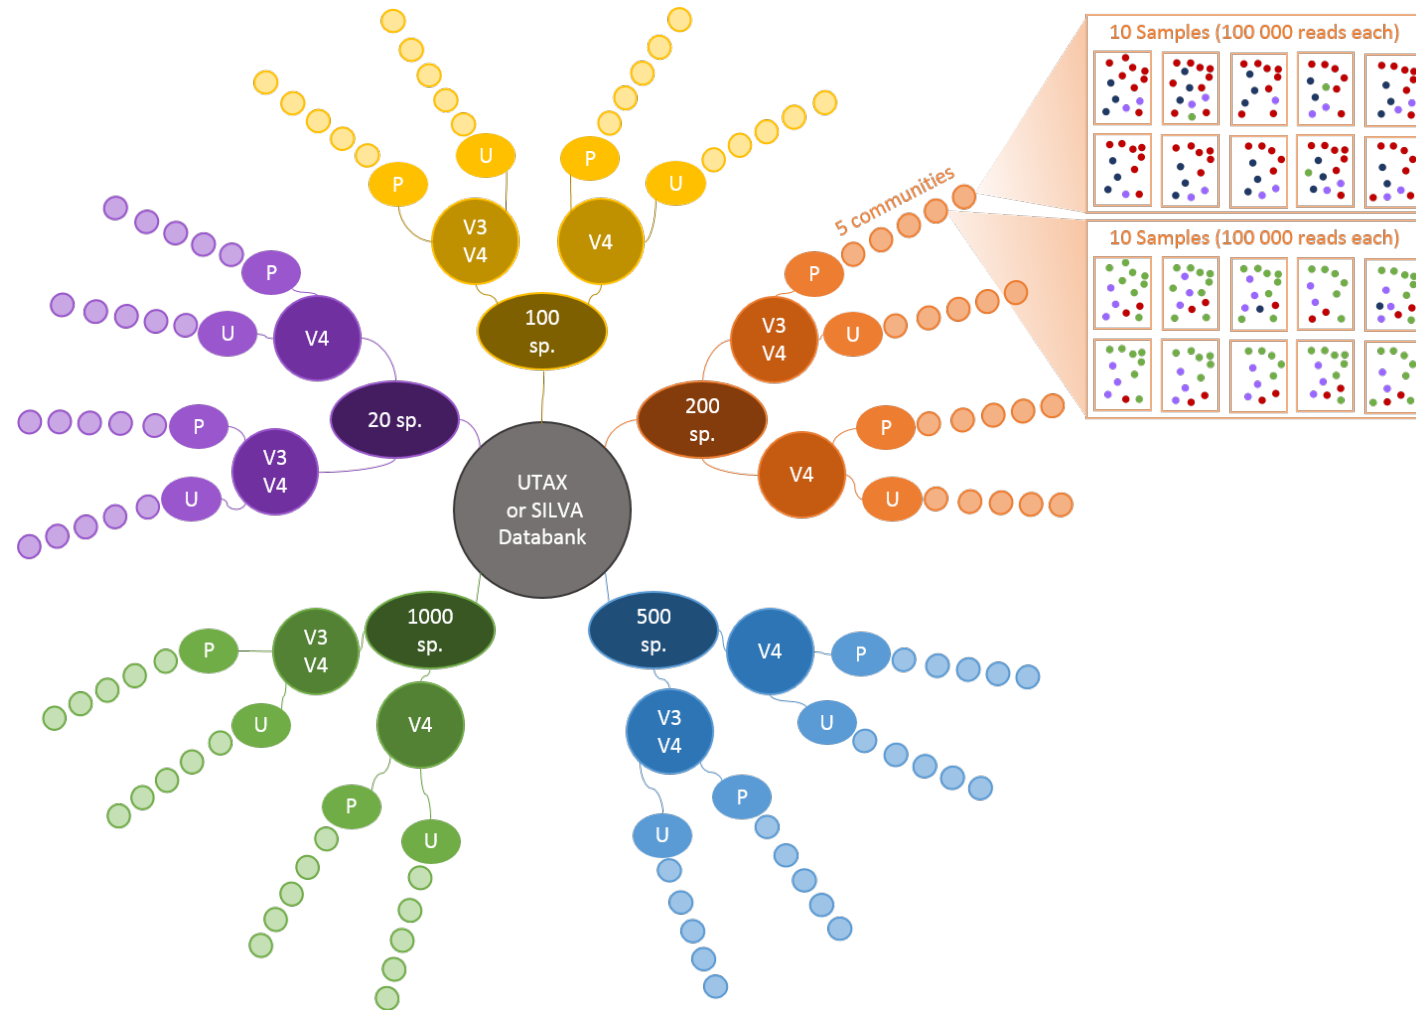 10 Samples (100 000 reads each)
10 Samples (100 000 reads each)
5 communities
U
P
P
U
V3
V4
V4
100
sp.
P
V4
U
P
V3
V4
U
20 sp.
P
V3
V4
U
200
sp.
P
V4
U
UTAX
or SILVA
Databank
1000
sp.
V3
V4
P
U
V4
P
U
500
sp.
V4
P
U
V3
V4
P
U